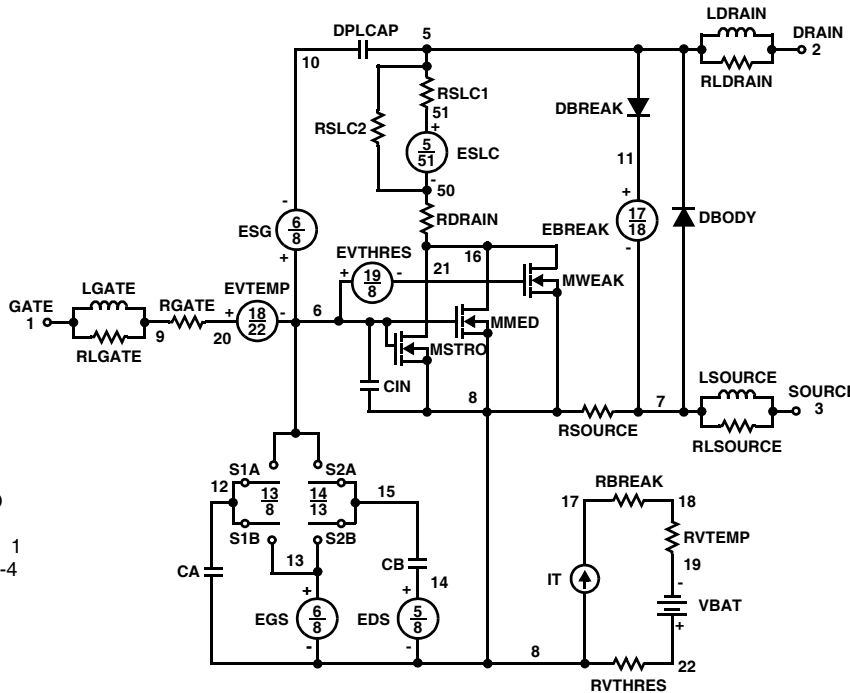 LDRAIN
DPLCAP 5 DRAIN
10 2
RSLC1 RLDRAIN
51
RSLC2 + DBREAK
5
51 ESLC
- 11
50
- +
6
8 ESG RDRAIN EBREAK 17
18 DBODY
+ EVTHRES 16 -
+ 19
8 - 21 MWEAK
LGATE EVTEMP
GATE RGATE + 18
22 - 6 MMED
1 9 20 MSTRO
RLGATE
CIN LSOURCE
8 7 SOURCE
3
RSOURCE RLSOURCE
S1A S2A RBREAK
12 13
8 14
13 15 17 18
S1B S2B RVTEMP
13 CB 19
CA 14 IT -
+ + VBAT
EGS 6
8 EDS 5
8 +
- - 8 22
RVTHRES
1
-4